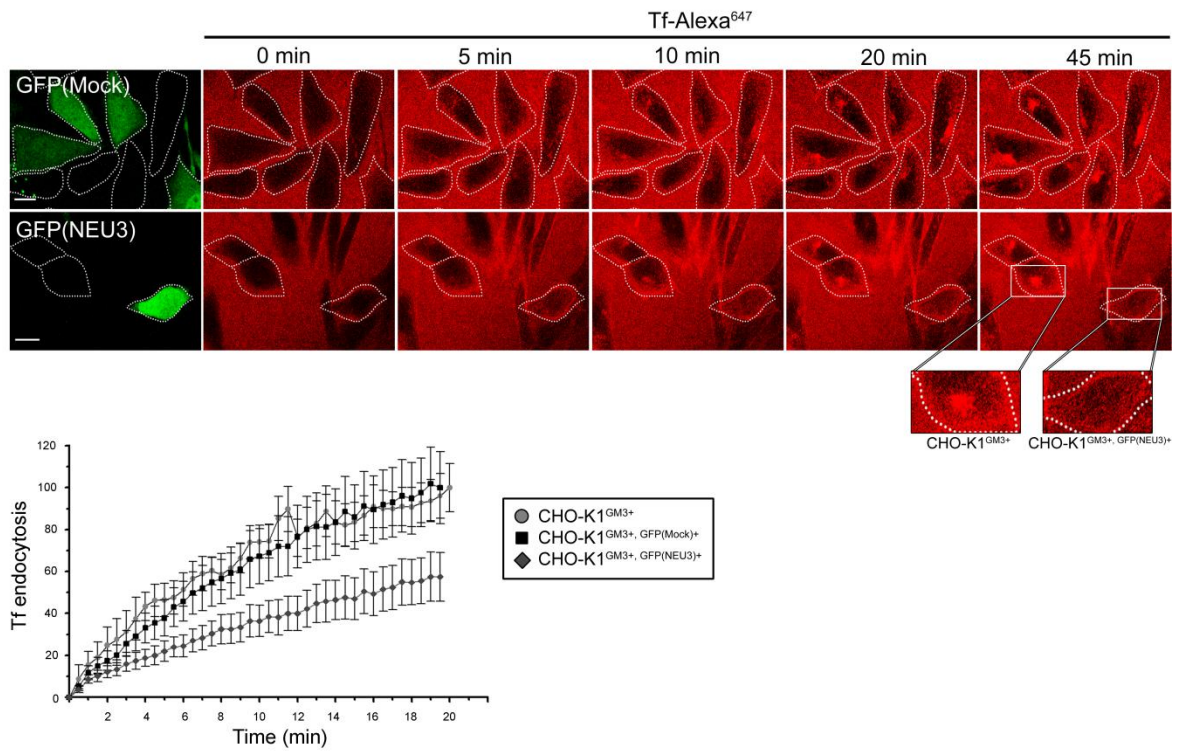 Tf-Alexa⁶⁴⁷
0 min 5 min 10 min 20 min 45 min
GFP(Mock)
GFP(NEU3)
CHO-K1ᴳᴹ³⁺ CHO-K1ᴳᴹ³⁺, ᴳᶠᴾ⁽ᴺᴱᵁ³⁾⁺
120
100
80
60
40
20
0
Tf endocytosis
2 4 6 8 10 12 14 16 18 20
Time (min)
CHO-K1ᴳᴹ³⁺
CHO-K1ᴳᴹ³⁺, ᴳᶠᴾ⁽ᴹᵒᶜᵏ⁾⁺
CHO-K1ᴳᴹ³⁺, ᴳᶠᴾ⁽ᴺᴱᵁ³⁾⁺